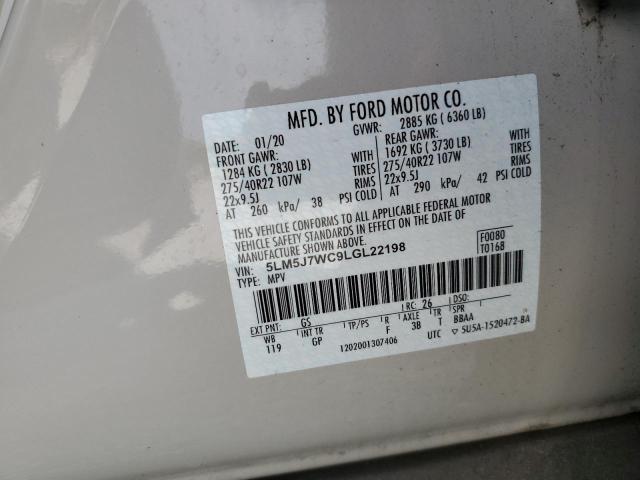 MFD. BY FORD MOTOR CO.
DATE: 01/20 GVWR: 2885 KG ( 6360 LB)
FRONT GAWR: REAR GAWR:
1284 KG ( 2830 LB) 1692 KG ( 3730 LB)
275/40R22 107W TIRES 275/40R22 107W TIRES
22x9.5J RIMS 22x9.5J RIMS
AT 260 kPa/ 38 PSI COLD AT 290 kPa/ 42 PSI COLD
THIS VEHICLE CONFORMS TO ALL APPLICABLE FEDERAL MOTOR
VEHICLE SAFETY STANDARDS IN EFFECT ON THE DATE OF
MANUFACTURE SHOWN ABOVE.
VIN: 5LM5J7WC9LGL22198 F0080
TYPE: MPV T0168
EXT PNT: GS RC: 26 DSO:
WB INT TR TP/PS R AXLE TR SPR
119 GP F 3B T BBAA
1202001307406 UTC ▽ 5U5A-1520472-BA